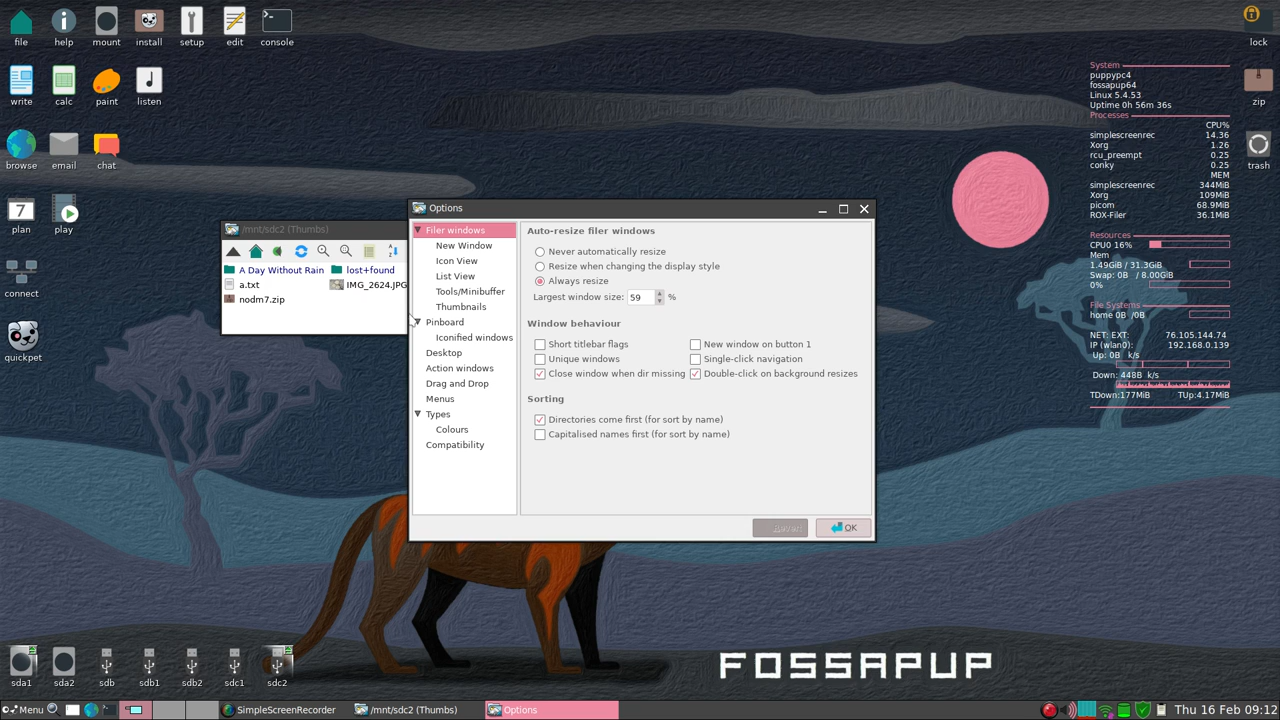 file
help
mount
install
setup
edit
console
lock
write
calc
paint
listen
zip
browse
email
chat
trash
plan
play
connect
quickpet
System
puppypc4
fossapup64
Linux 5.4.53
Uptime 0h 56m 36s
Processes
CPU%
simplescreenrec 14.36
Xorg 1.26
rcu_preempt 0.25
conky 0.25
MEM
simplescreenrec 344MiB
Xorg 109MiB
picom 68.9MiB
ROX-Filer 36.1MiB
Resources
CPU0 16%
Mem
1.49GiB / 31.3GiB
Swap: 0B / 8.00GiB
0%
File Systems
home 0B /0B
NET: EXT: 76.105.144.74
IP (wlan0): 192.168.0.139
Up: 0B k/s
Down: 448B k/s
TDown:177MiB TUp:4.17MiB
/mnt/sdc2 (Thumbs)
A Day Without Rain
lost+found
a.txt
IMG_2624.JPG
nodm7.zip
Options
Filer windows
New Window
Icon View
List View
Tools/Minibuffer
Thumbnails
Pinboard
Iconified windows
Desktop
Action windows
Drag and Drop
Menus
Types
Colours
Compatibility
Auto-resize filer windows
Never automatically resize
Resize when changing the display style
Always resize
Largest window size: 59 %
Window behaviour
Short titlebar flags
New window on button 1
Unique windows
Single-click navigation
Close window when dir missing
Double-click on background resizes
Sorting
Directories come first (for sort by name)
Capitalised names first (for sort by name)
Revert
OK
FOSSAPUP
sda1
sda2
sdb
sdb1
sdb2
sdc1
sdc2
Menu
SimpleScreenRecorder
/mnt/sdc2 (Thumbs)
Options
Thu 16 Feb 09:12